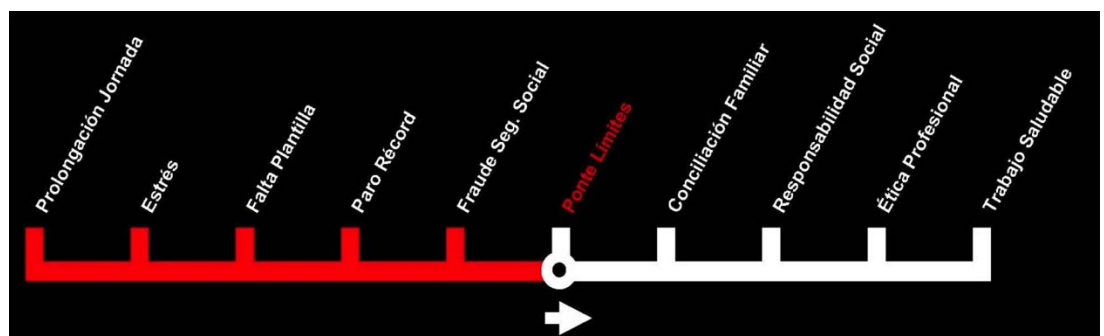 Prolongación Jornada
Estrés
Falta Plantilla
Paro Récord
Fraude Seg. Social
Ponte Límites
Conciliación Familiar
Responsabilidad Social
Ética Profesional
Trabajo Saludable